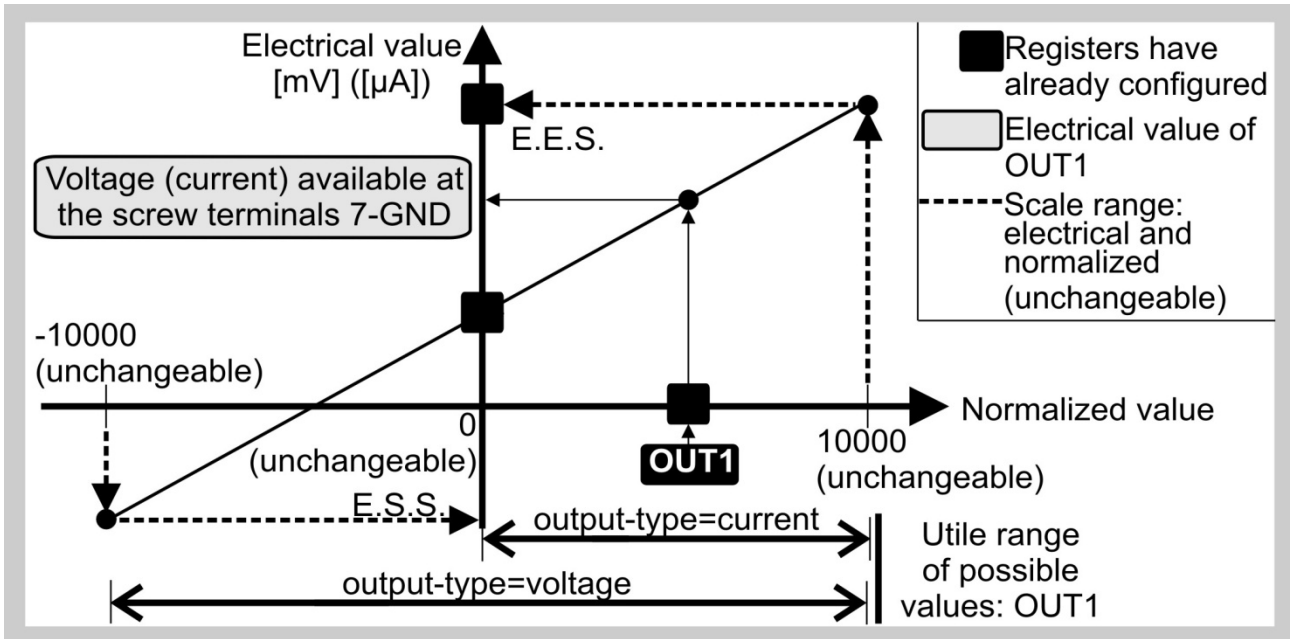 Electrical value
[mV] ([µA])
Registers have
already configured
E.E.S.
Electrical value of
OUT1
Voltage (current) available at
the screw terminals 7-GND
Scale range:
electrical and
normalized
(unchangeable)
-10000
(unchangeable)
0
(unchangeable)
Normalized value
10000
(unchangeable)
OUT1
E.S.S.
output-type=current
Utile range
of possible
values: OUT1
output-type=voltage